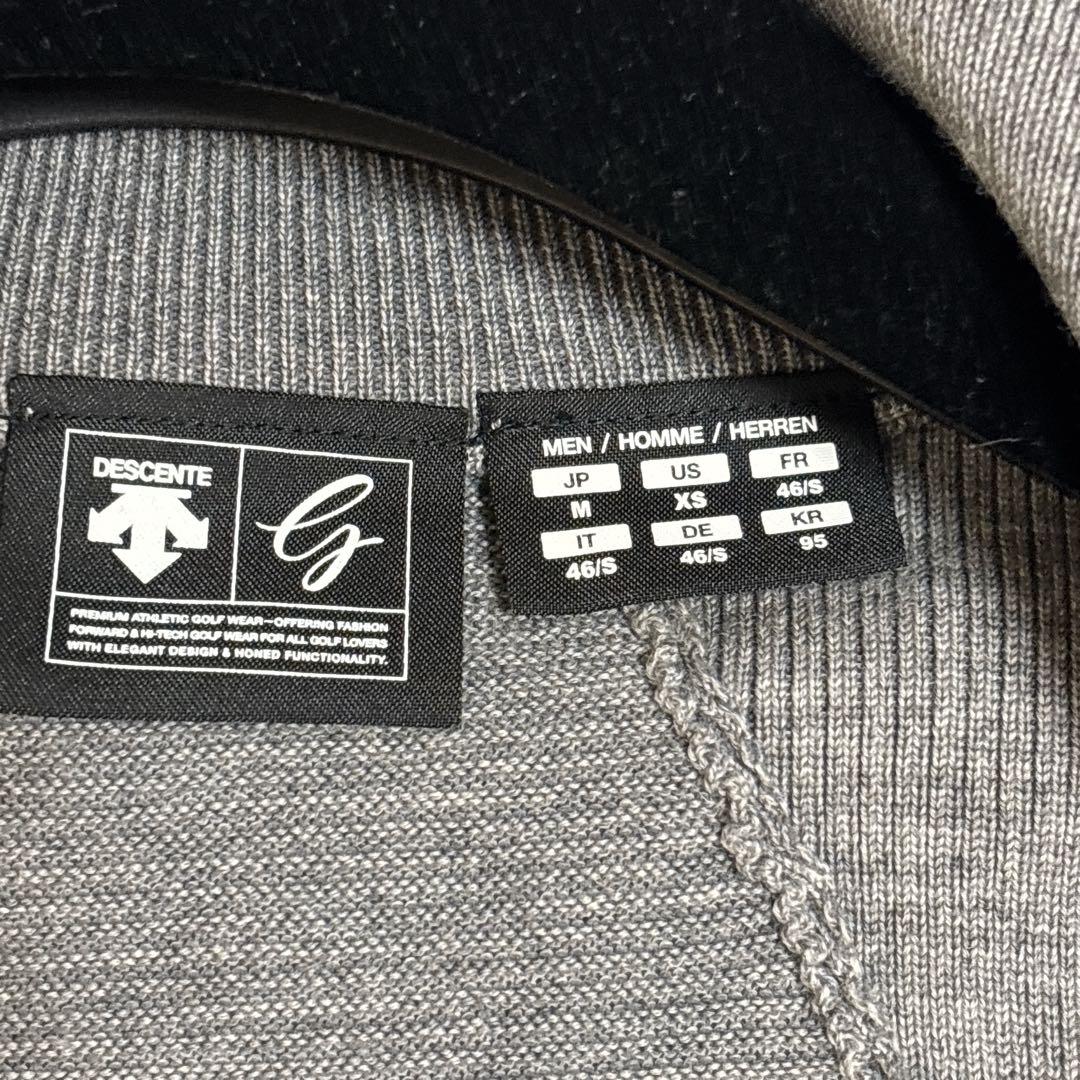 DESCENTE
G
PREMIUM ATHLETIC GOLF WEAR—OFFERING FASHION
FORWARD & HI-TECH GOLF WEAR FOR ALL GOLF LOVERS
WITH ELEGANT DESIGN & HONED FUNCTIONALITY.
MEN / HOMME / HERREN
JP US FR
M XS 46/S
IT DE KR
46/S 46/S 95